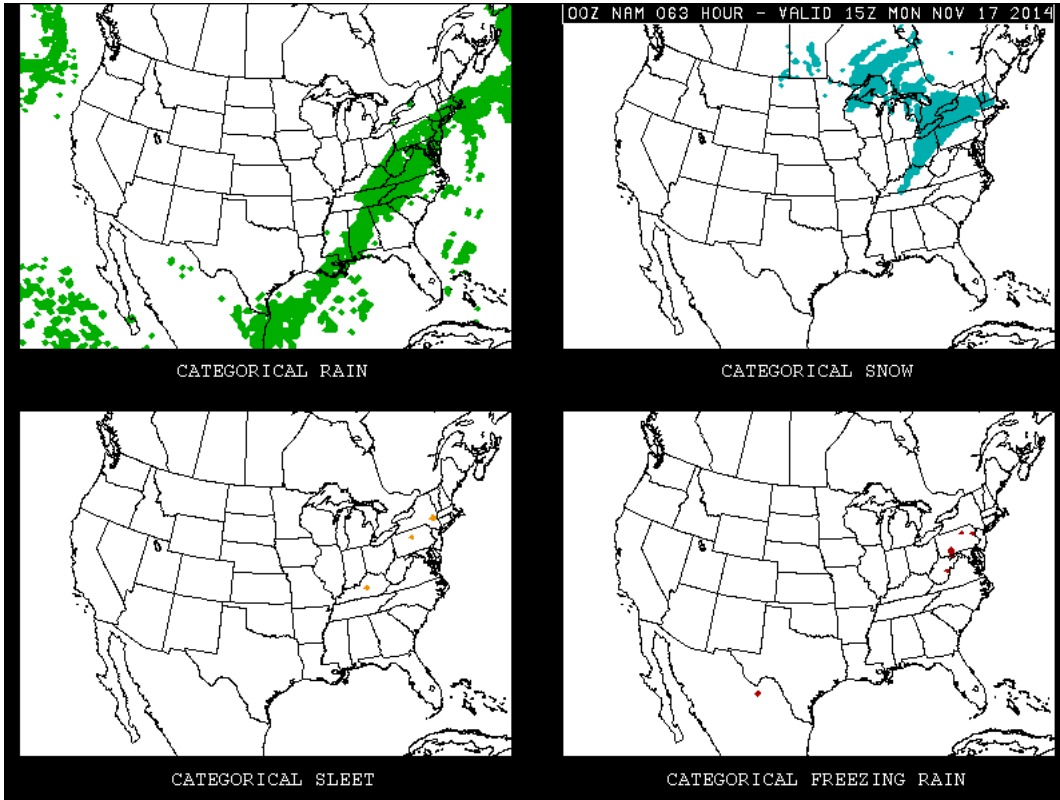 00Z NAM 063 HOUR - VALID 15Z MON NOV 17 2014
CATEGORICAL RAIN
CATEGORICAL SNOW
CATEGORICAL SLEET
CATEGORICAL FREEZING RAIN